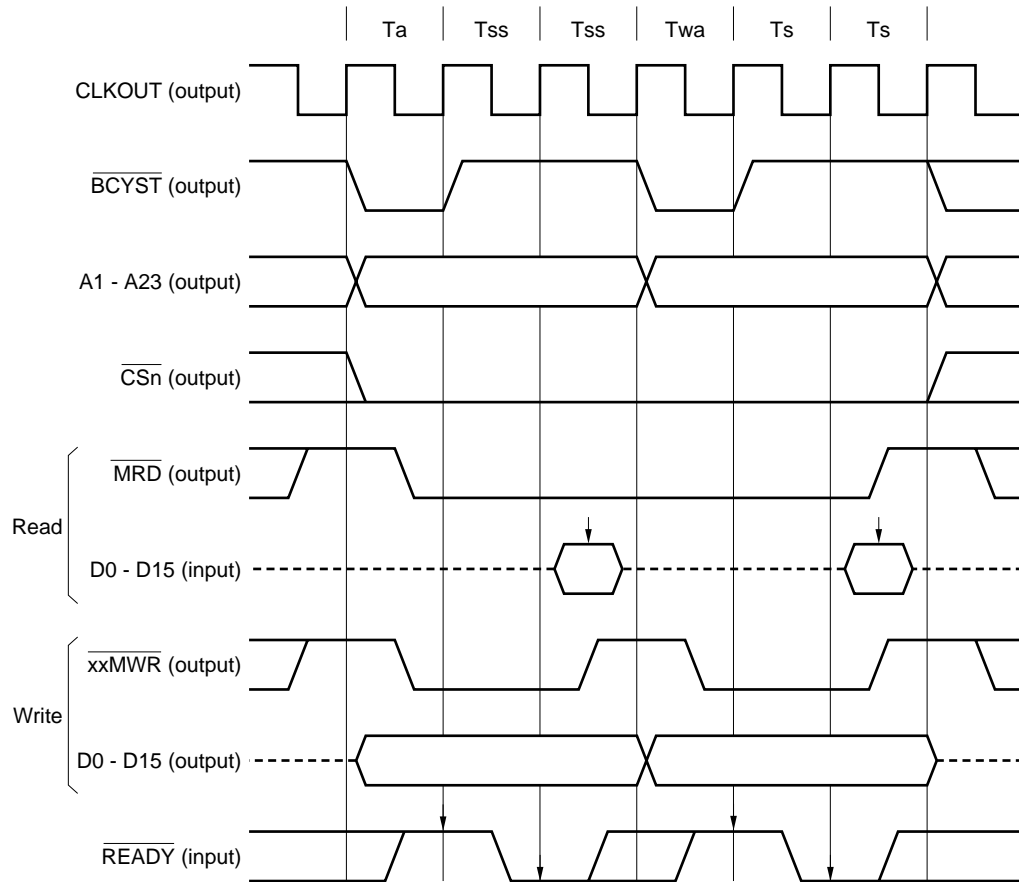 Ta Tss Tss Twa Ts Ts
CLKOUT (output)
BCYST (output)
A1 - A23 (output)
CSn (output)
MRD (output)
Read
D0 - D15 (input)
xxMWR (output)
Write
D0 - D15 (output)
READY (input)